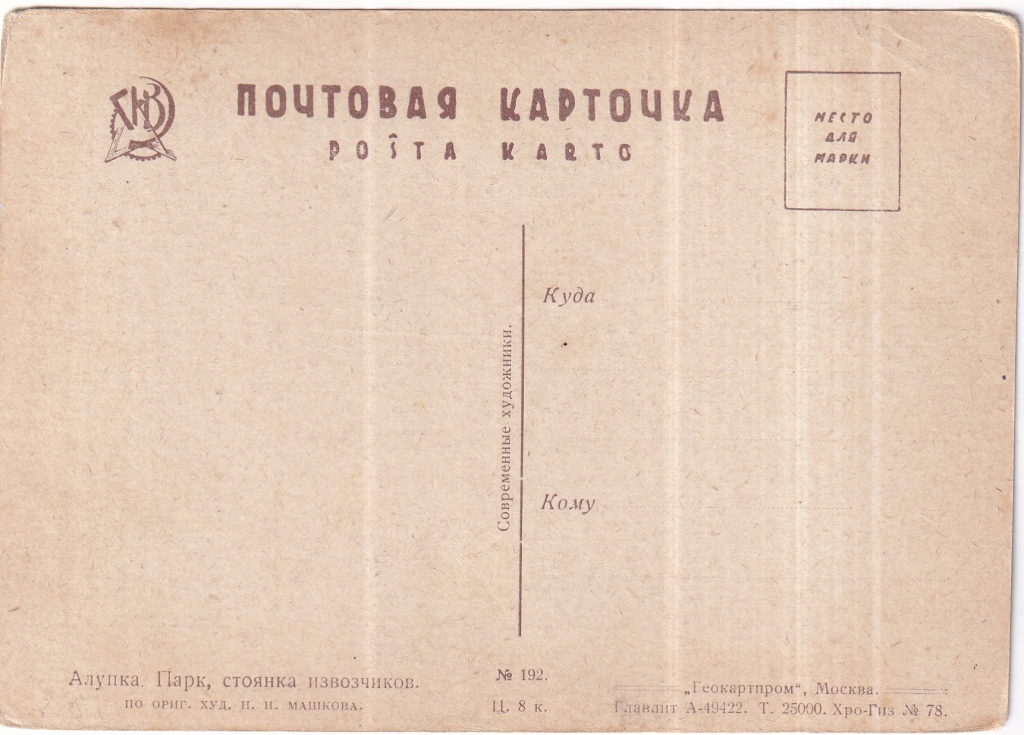 ГКЗ
ПОЧТОВАЯ КАРТОЧКА
POŜTA KARTO
МЕСТО
ДЛЯ
МАРКИ
Куда
Современные художники.
Кому
Алупка. Парк, стоянка извозчиков.
ПО ОРИГ. ХУД. И. И. МАШКОВА.
№ 192.
Ц. 8 к.
„Геокартпром“, Москва.
Главлит А-49422. Т. 25000. Хро-Гиз № 78.